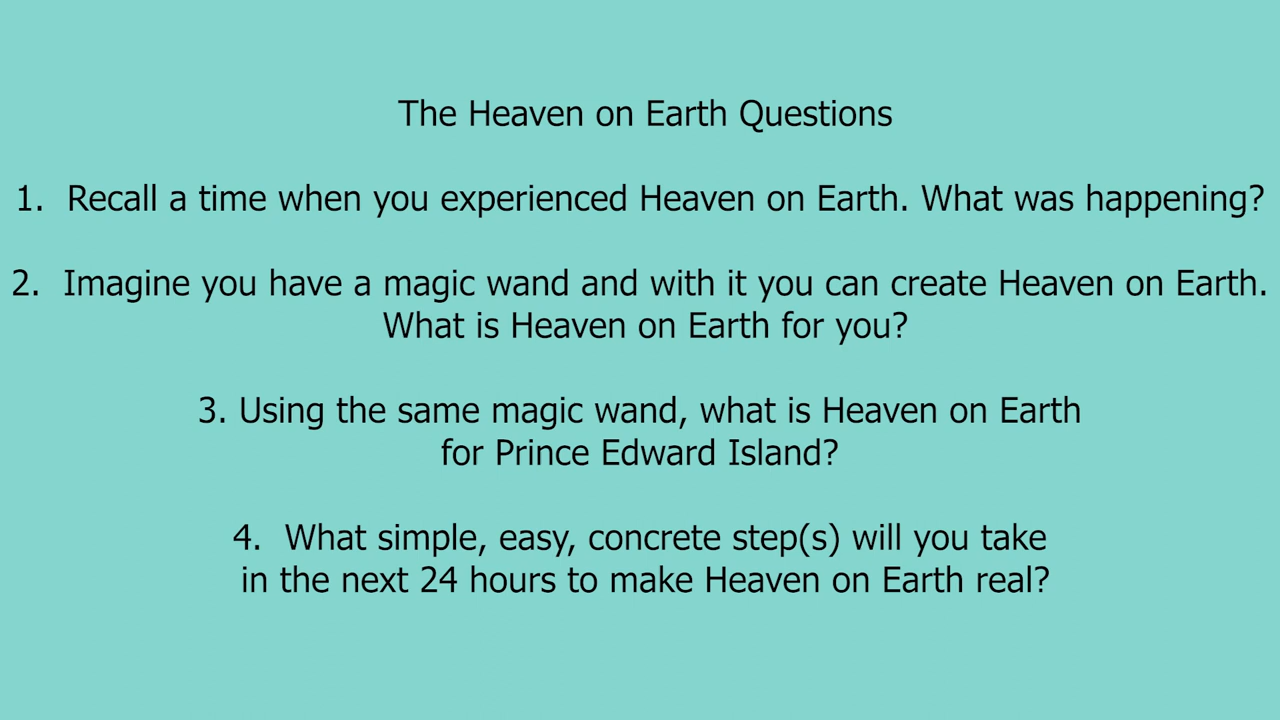 The Heaven on Earth Questions
1. Recall a time when you experienced Heaven on Earth. What was happening?
2. Imagine you have a magic wand and with it you can create Heaven on Earth.
What is Heaven on Earth for you?
3. Using the same magic wand, what is Heaven on Earth
for Prince Edward Island?
4. What simple, easy, concrete step(s) will you take
in the next 24 hours to make Heaven on Earth real?